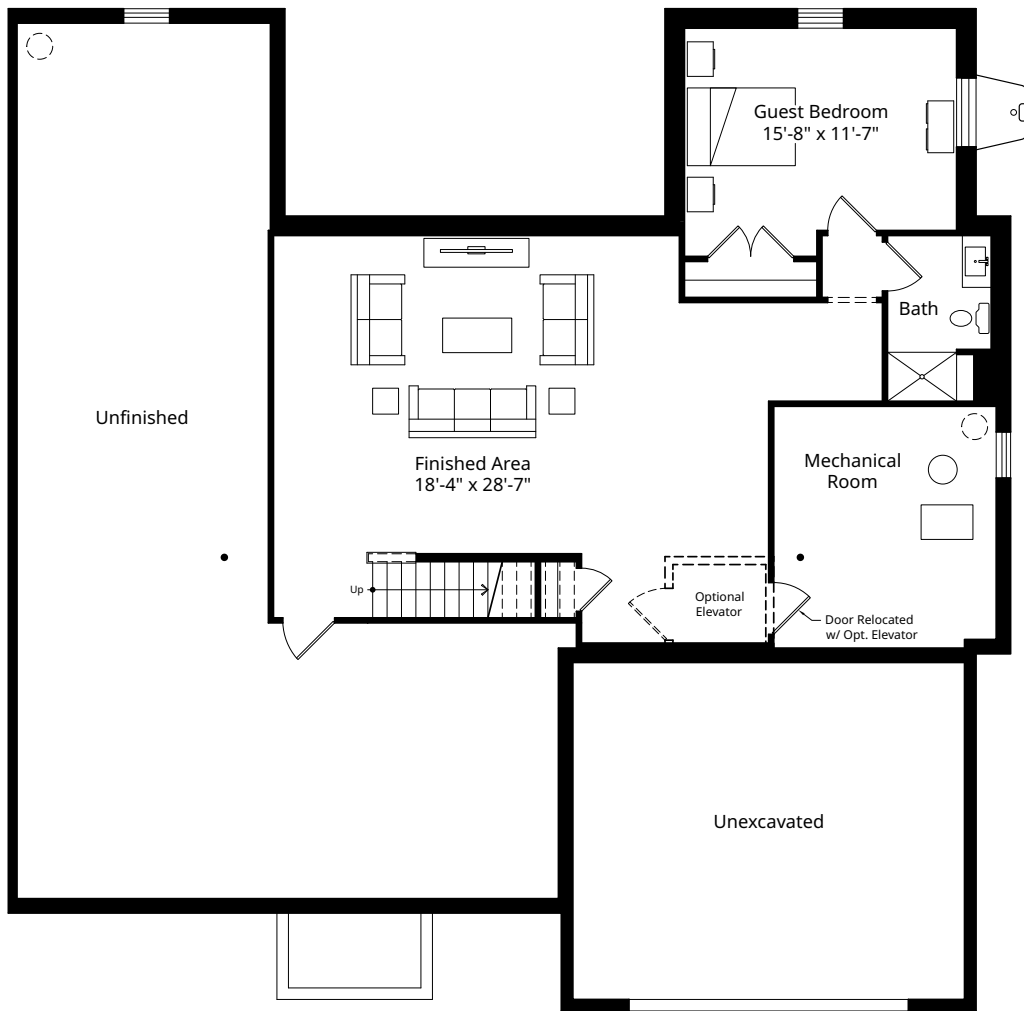 Guest Bedroom
15'-8" x 11'-7"
Bath
Unfinished
Finished Area
18'-4" x 28'-7"
Mechanical
Room
Up
Optional
Elevator
Door Relocated
w/ Opt. Elevator
Unexcavated